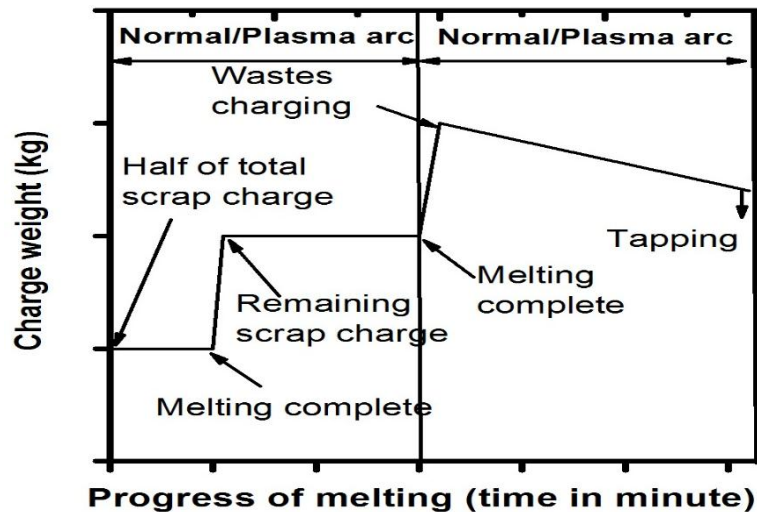 Normal/Plasma arc
Normal/Plasma arc
Wastes
charging
Half of total
scrap charge
Tapping
Melting
complete
Remaining
scrap charge
Melting complete
Charge weight (kg)
Progress of melting (time in minute)